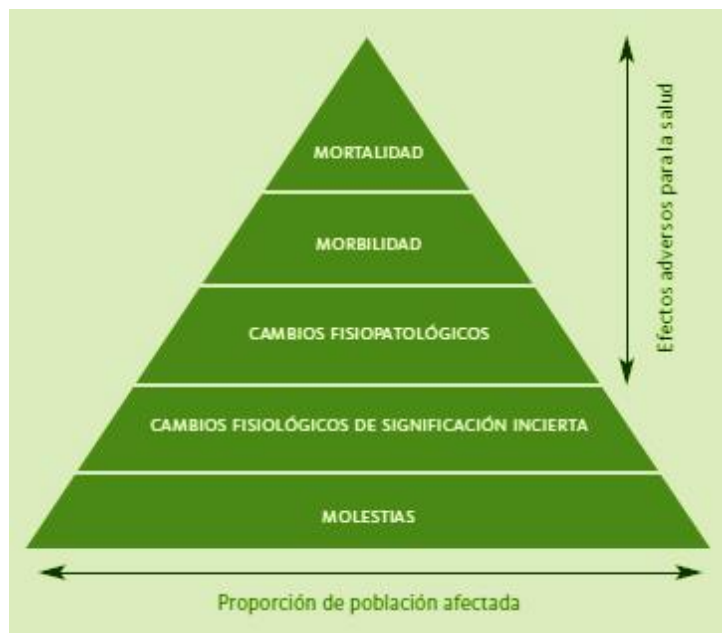 MORTALIDAD
MORBILIDAD
CAMBIOS FISIOPATOLÓGICOS
CAMBIOS FISIOLÓGICOS DE SIGNIFICACIÓN INCIERTA
MOLESTIAS
Efectos adversos para la salud
Proporción de población afectada